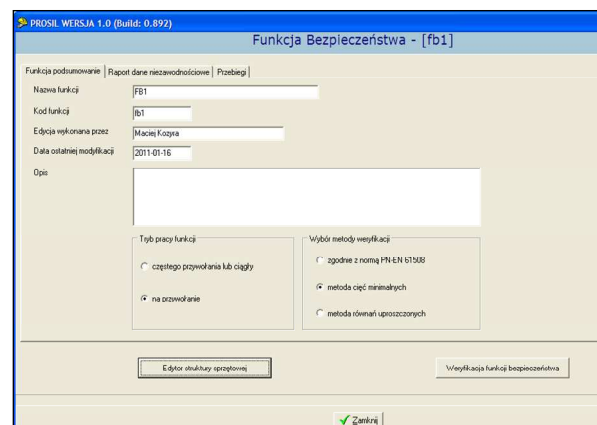 PROSIL WERSJA 1.0 (Build: 0.892)
Funkcja Bezpieczeństwa - [fb1]
Funkcja podsumowanie Raport dane niezawodnościowe Przebiegi
Nazwa funkcji FB1
Kod funkcji fb1
Edycja wykonana przez Maciej Kozyra
Data ostatniej modyfikacji 2011-01-16
Opis
Tryb pracy funkcji Wybór metody weryfikacji
częstego przywołania lub ciągły zgodnie z normą PN-EN 61508
na przywołanie metoda cięć minimalnych
metoda równań uproszczonych
Edytor struktury sprzętowej Weryfikacja funkcji bezpieczeństwa
Zamknij